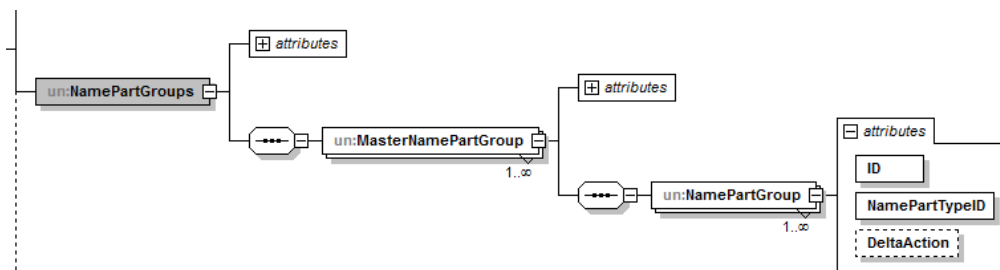 attributes
un:NamePartGroups
attributes
un:MasterNamePartGroup
1..∞
attributes
un:NamePartGroup
1..∞
ID
NamePartTypeID
DeltaAction